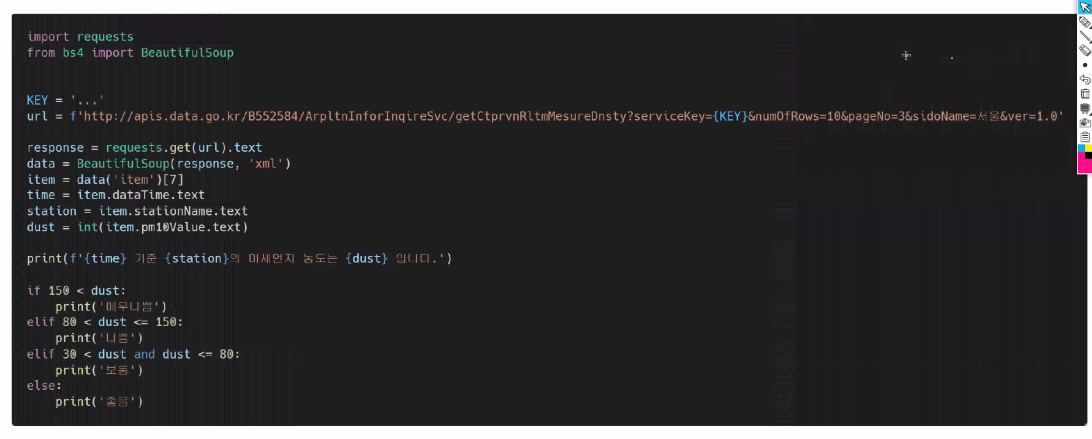 import requests
from bs4 import BeautifulSoup
KEY = '...'
url = f'http://apis.data.go.kr/B552584/ArpltnInforInqireSvc/getCtprvnRltmMesureDnsty?serviceKey={KEY}&numOfRows=10&pageNo=3&sidoName=서울&ver=1.0'
response = requests.get(url).text
data = BeautifulSoup(response, 'xml')
item = data('item')[7]
time = item.dataTime.text
station = item.stationName.text
dust = int(item.pm10Value.text)
print(f'{time} 기준 {station}의 미세먼지 농도는 {dust} 입니다.')
if 150 < dust:
    print('매우나쁨')
elif 80 < dust <= 150:
    print('나쁨')
elif 30 < dust and dust <= 80:
    print('보통')
else:
    print('좋음')